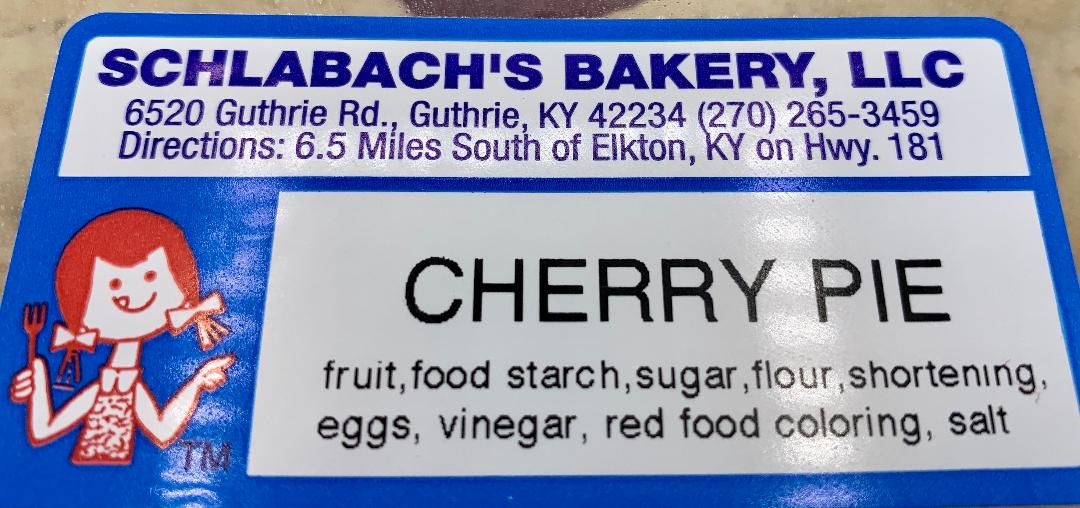 SCHLABACH'S BAKERY, LLC
6520 Guthrie Rd., Guthrie, KY 42234 (270) 265-3459
Directions: 6.5 Miles South of Elkton, KY on Hwy. 181
CHERRY PIE
fruit,food starch,sugar,flour,shortening,
eggs, vinegar, red food coloring, salt
TM